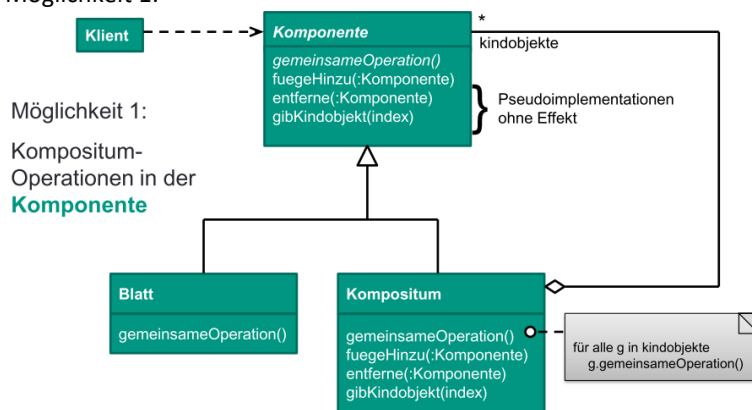 Möglichkeit 1:
Klient
Komponente
*
kindobjekte
gemeinsameOperation()
fuegeHinzu(:Komponente)
entferne(:Komponente)
gibKindobjekt(index)
Pseudoimplementationen
ohne Effekt
Möglichkeit 1:
Kompositum-
Operationen in der
Komponente
Blatt
gemeinsameOperation()
Kompositum
gemeinsameOperation()
fuegeHinzu(:Komponente)
entferne(:Komponente)
gibKindobjekt(index)
für alle g in kindobjekte
g.gemeinsameOperation()